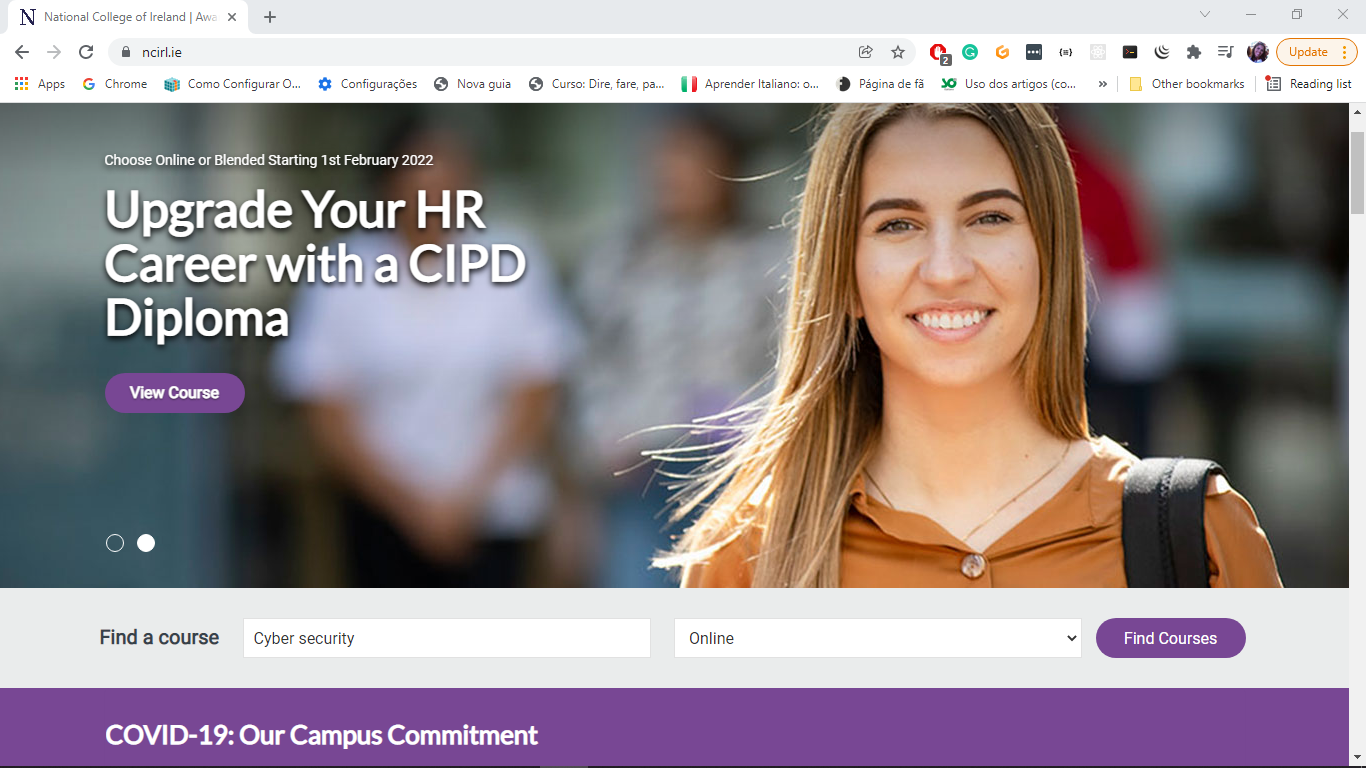 National College of Ireland | Awa
ncirl.ie
2
Update
Apps
Chrome
Como Configurar O...
Configurações
Nova guia
Curso: Dire, fare, pa...
Aprender Italiano: o...
Página de fã
Uso dos artigos (co...
»
Other bookmarks
Reading list
Choose Online or Blended Starting 1st February 2022
Upgrade Your HR
Career with a CIPD
Diploma
View Course
Find a course
Cyber security
Online
Find Courses
COVID-19: Our Campus Commitment